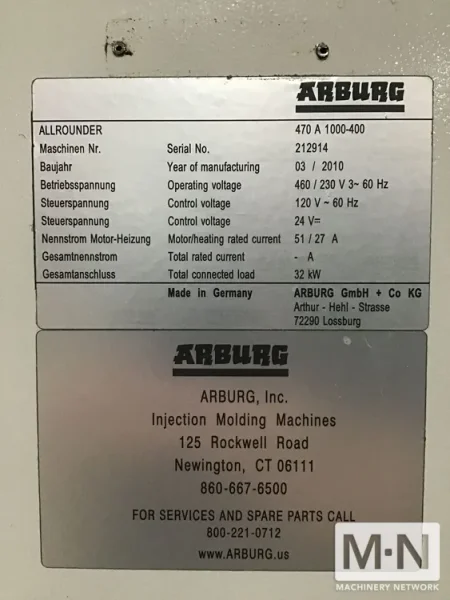 ARBURG
ALLROUNDER 470 A 1000-400
Maschinen Nr. Serial No. 212914
Baujahr Year of manufacturing 03 / 2010
Betriebsspannung Operating voltage 460 / 230 V 3~ 60 Hz
Steuerspannung Control voltage 120 V ~ 60 Hz
Steuerspannung Control voltage 24 V=
Nennstrom Motor-Heizung Motor/heating rated current 51 / 27 A
Gesamtnennstrom Total rated current - A
Gesamtanschluss Total connected load 32 kW
Made in Germany ARBURG GmbH + Co KG
Arthur - Hehl - Strasse
72290 Lossburg
ARBURG
ARBURG, Inc.
Injection Molding Machines
125 Rockwell Road
Newington, CT 06111
860-667-6500
FOR SERVICES AND SPARE PARTS CALL
800-221-0712
www.ARBURG.us
M·N
MACHINERY NETWORK